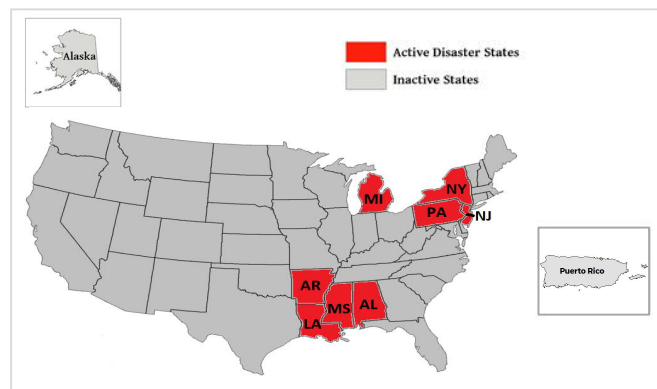 Alaska
Active Disaster States
Inactive States
MI
NY
PA
NJ
AR
MS
AL
LA
Puerto Rico